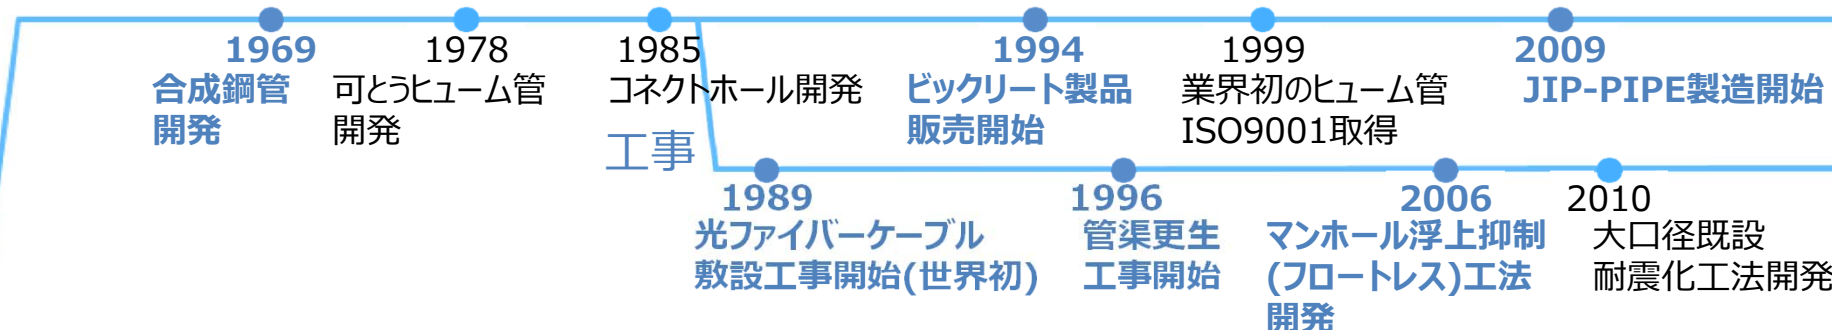 1969
合成鋼管
開発
1978
可とうヒューム管
開発
1985
コネクトホール開発
1994
ビックリート製品
販売開始
1999
業界初のヒューム管
ISO9001取得
2009
JIP-PIPE製造開始
工事
1989
光ファイバーケーブル
敷設工事開始(世界初)
1996
管渠更生
工事開始
2006
マンホール浮上抑制
(フロートレス)工法
開発
2010
大口径既設
耐震化工法開発